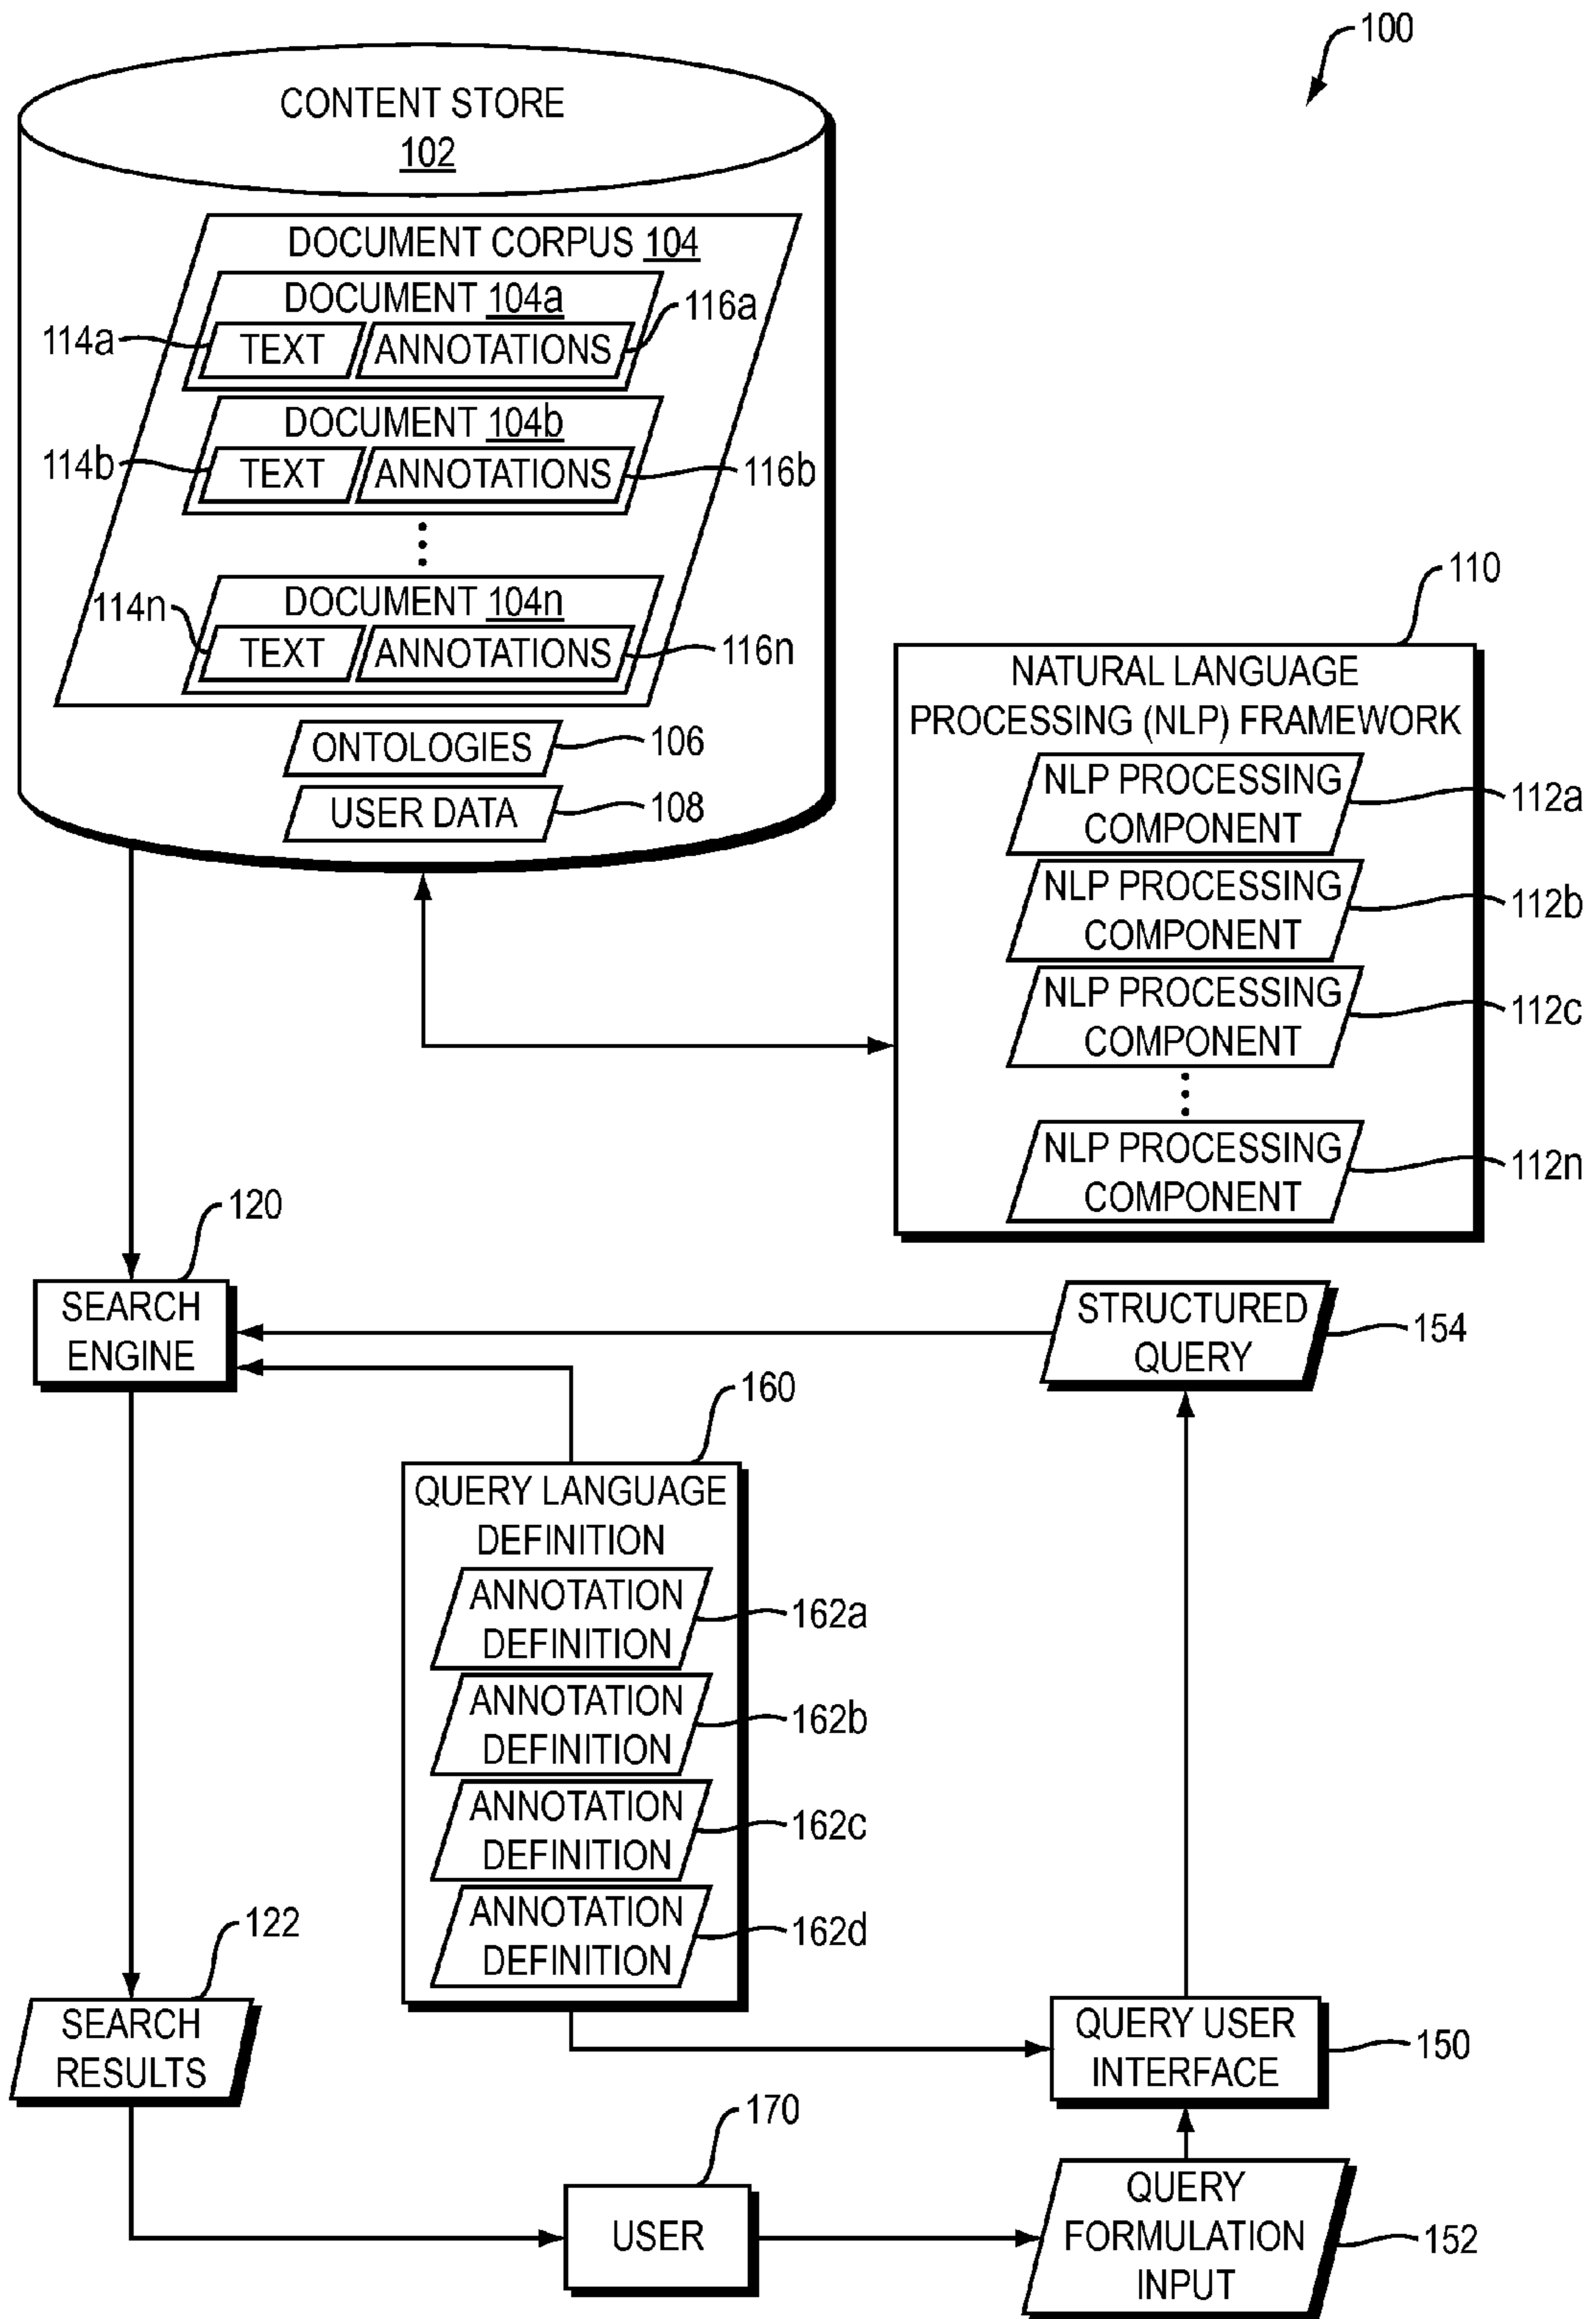 100
CONTENT STORE
102
DOCUMENT CORPUS 104
DOCUMENT 104a
116a
114a
TEXT
ANNOTATIONS
DOCUMENT 104b
114b
TEXT
ANNOTATIONS
116b
DOCUMENT 104n
114n
TEXT
ANNOTATIONS
116n
ONTOLOGIES
106
USER DATA
108
110
NATURAL LANGUAGE
PROCESSING (NLP) FRAMEWORK
NLP PROCESSING
COMPONENT
112a
NLP PROCESSING
COMPONENT
112b
NLP PROCESSING
COMPONENT
112c
NLP PROCESSING
COMPONENT
112n
120
SEARCH
ENGINE
STRUCTURED
QUERY
154
160
QUERY LANGUAGE
DEFINITION
ANNOTATION
DEFINITION
162a
ANNOTATION
DEFINITION
162b
ANNOTATION
DEFINITION
162c
ANNOTATION
DEFINITION
162d
122
SEARCH
RESULTS
QUERY USER
INTERFACE
150
170
USER
QUERY
FORMULATION
INPUT
152